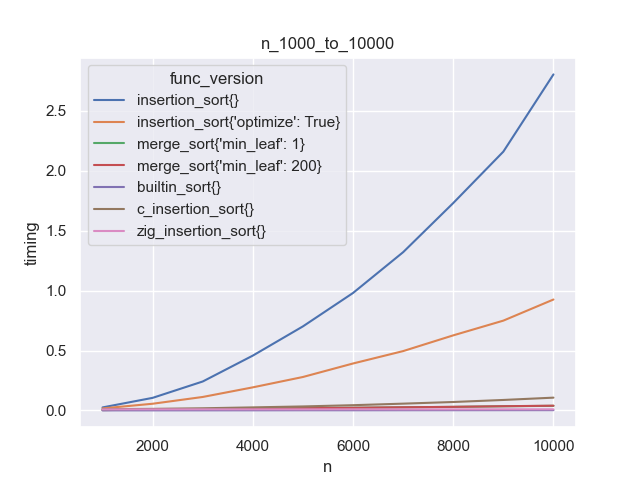 n_1000_to_10000
func_version
insertion_sort{}
insertion_sort{'optimize': True}
merge_sort{'min_leaf': 1}
merge_sort{'min_leaf': 200}
builtin_sort{}
c_insertion_sort{}
zig_insertion_sort{}
timing
2.5
2.0
1.5
1.0
0.5
0.0
2000 4000 6000 8000 10000
n